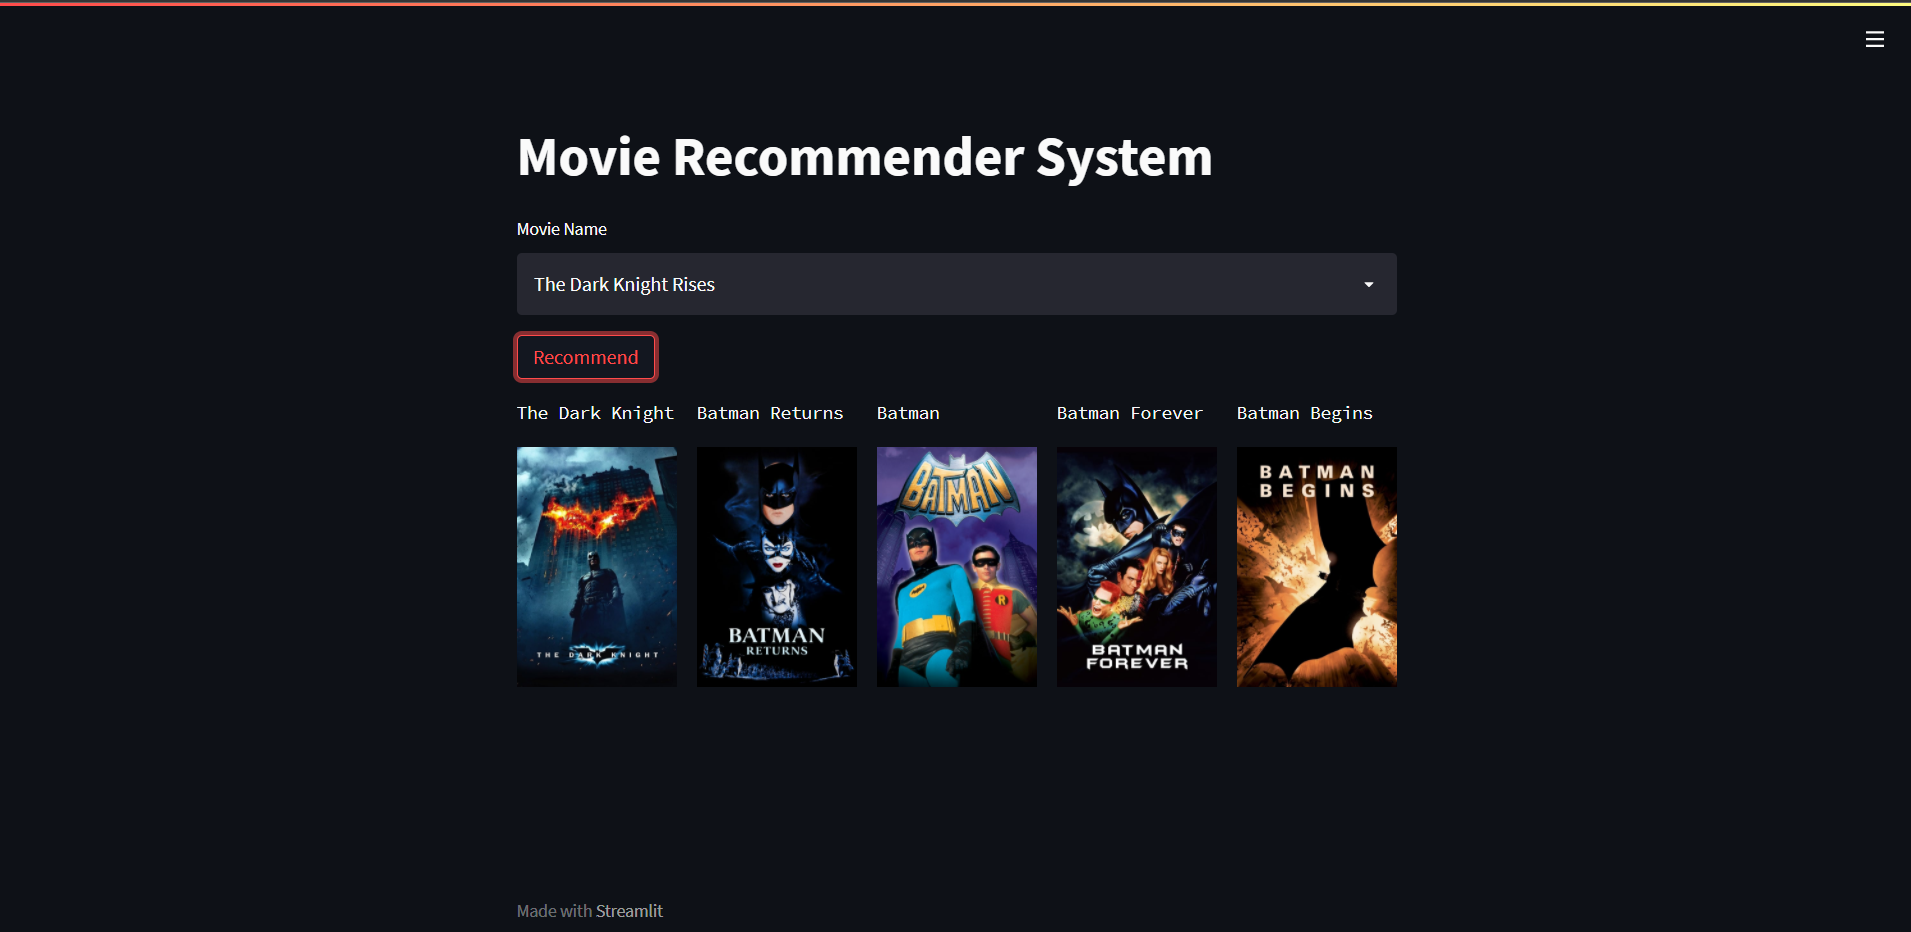 Movie Recommender System
Movie Name
The Dark Knight Rises
Recommend
The Dark Knight
Batman Returns
Batman
Batman Forever
Batman Begins
THE DARK KNIGHT
BATMAN
RETURNS
BATMAN
R
BATMAN
FOREVER
BATMAN
BEGINS
Made with Streamlit